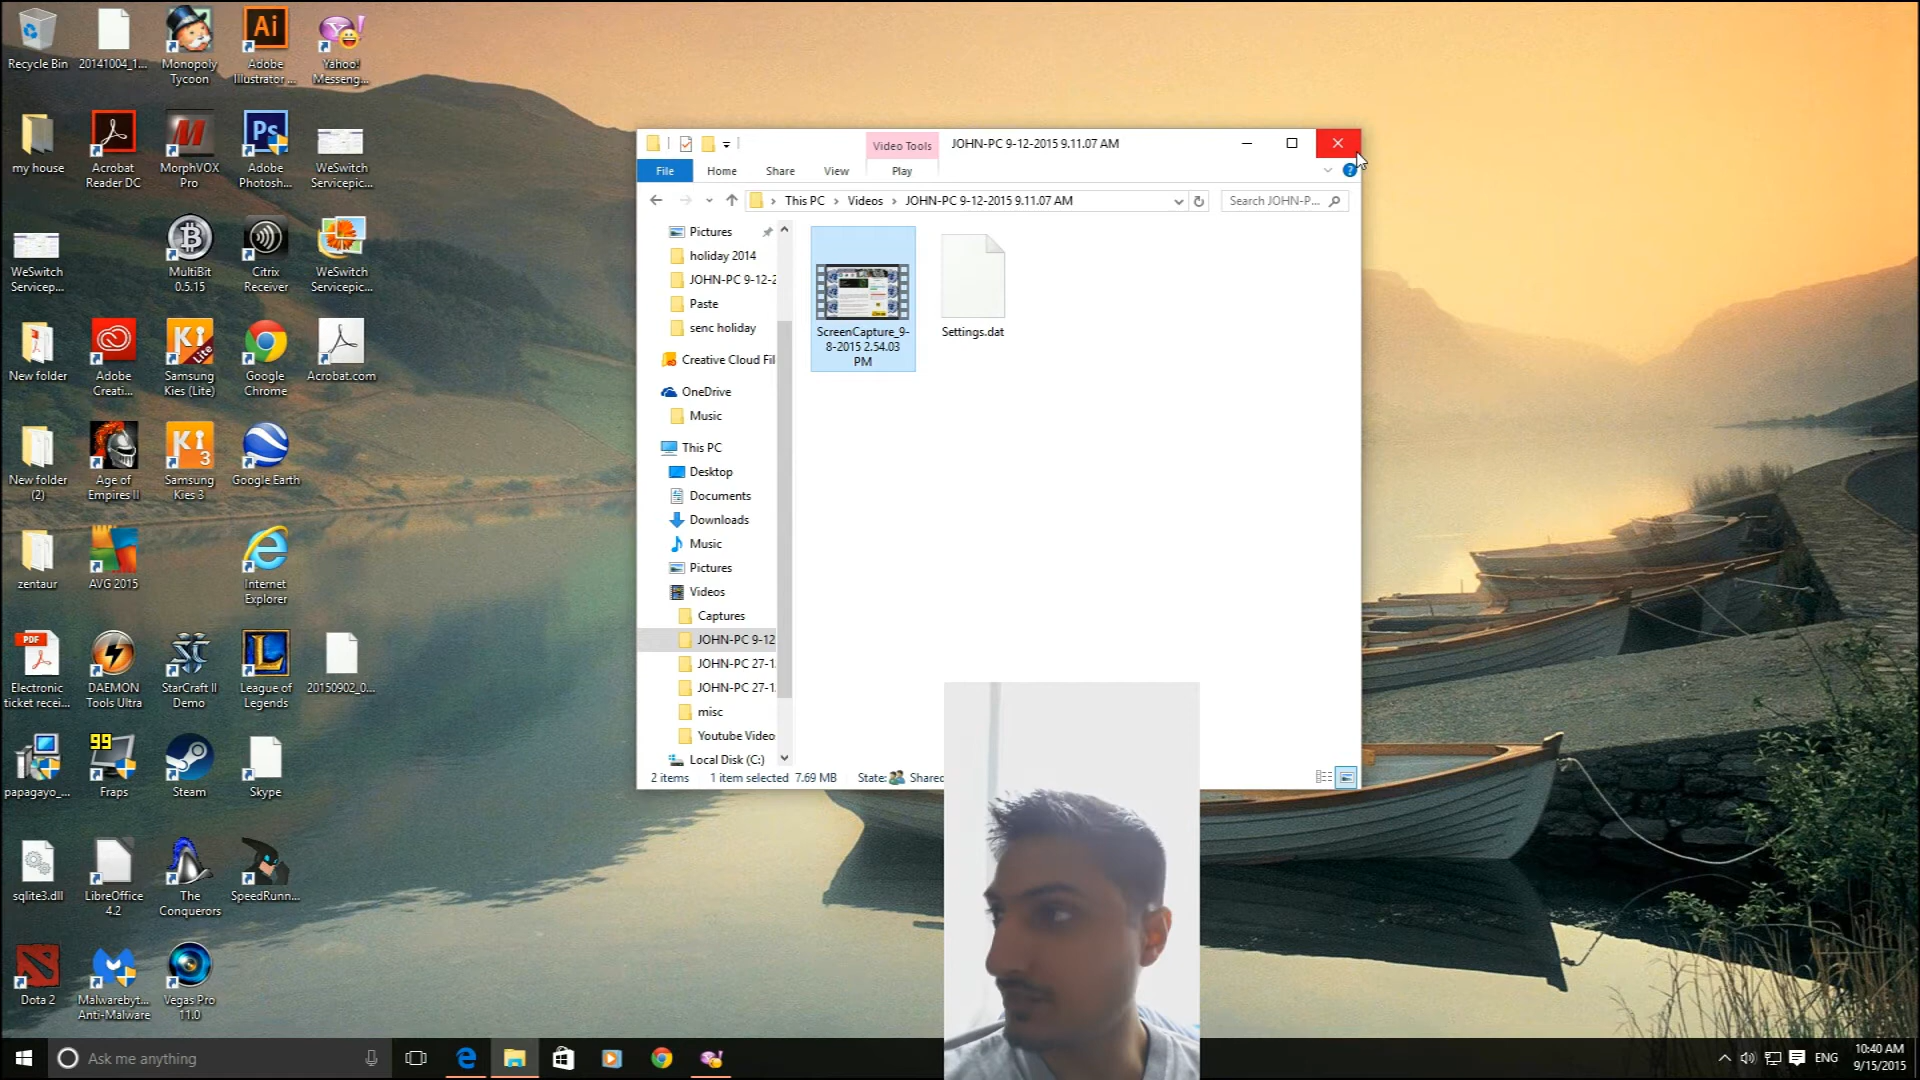 Recycle Bin
20141004_1...
Monopoly
Tycoon
Ai
Adobe
Illustrator ...
Yahoo!
Messeng...
my house
Acrobat
Reader DC
M
MorphVOX
Pro
Ps
Adobe
Photosh...
WeSwitch
Servicepic...
WeSwitch
Servicep...
MultiBit
0.5.15
Citrix
Receiver
WeSwitch
Servicepic...
New folder
Adobe
Creati...
Ki
Lite
Samsung
Kies (Lite)
Google
Chrome
Acrobat.com
New folder
(2)
Age of
Empires II
Ki
3
Samsung
Kies 3
Google Earth
zentaur
AVG 2015
Internet
Explorer
PDF
Electronic
ticket recei...
DAEMON
Tools Ultra
StarCraft II
Demo
L
League of
Legends
20150902_0...
papagayo_...
99
Fraps
Steam
Skype
sqlite3.dll
LibreOffice
4.2
The
Conquerors
SpeedRunn...
Dota 2
Malwarebyt...
Anti-Malware
Vegas Pro
11.0
Video Tools
JOHN-PC 9-12-2015 9.11.07 AM
File
Home
Share
View
Play
This PC
Videos
JOHN-PC 9-12-2015 9.11.07 AM
Search JOHN-P...
Pictures
holiday 2014
JOHN-PC 9-12-2
Paste
senc holiday
Creative Cloud Fil
OneDrive
Music
This PC
Desktop
Documents
Downloads
Music
Pictures
Videos
Captures
JOHN-PC 9-12
JOHN-PC 27-1
JOHN-PC 27-1
misc
Youtube Video
Local Disk (C:)
ScreenCapture_9-
8-2015 2.54.03
PM
Settings.dat
2 items
1 item selected 7.69 MB
State:
Shared
Ask me anything
ENG
10:40 AM
9/15/2015